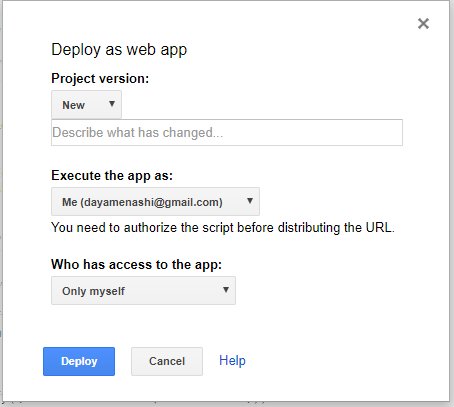 Deploy as web app
Project version:
New
Describe what has changed...
Execute the app as:
Me (dayamenashi@gmail.com)
You need to authorize the script before distributing the URL.
Who has access to the app:
Only myself
Deploy Cancel Help